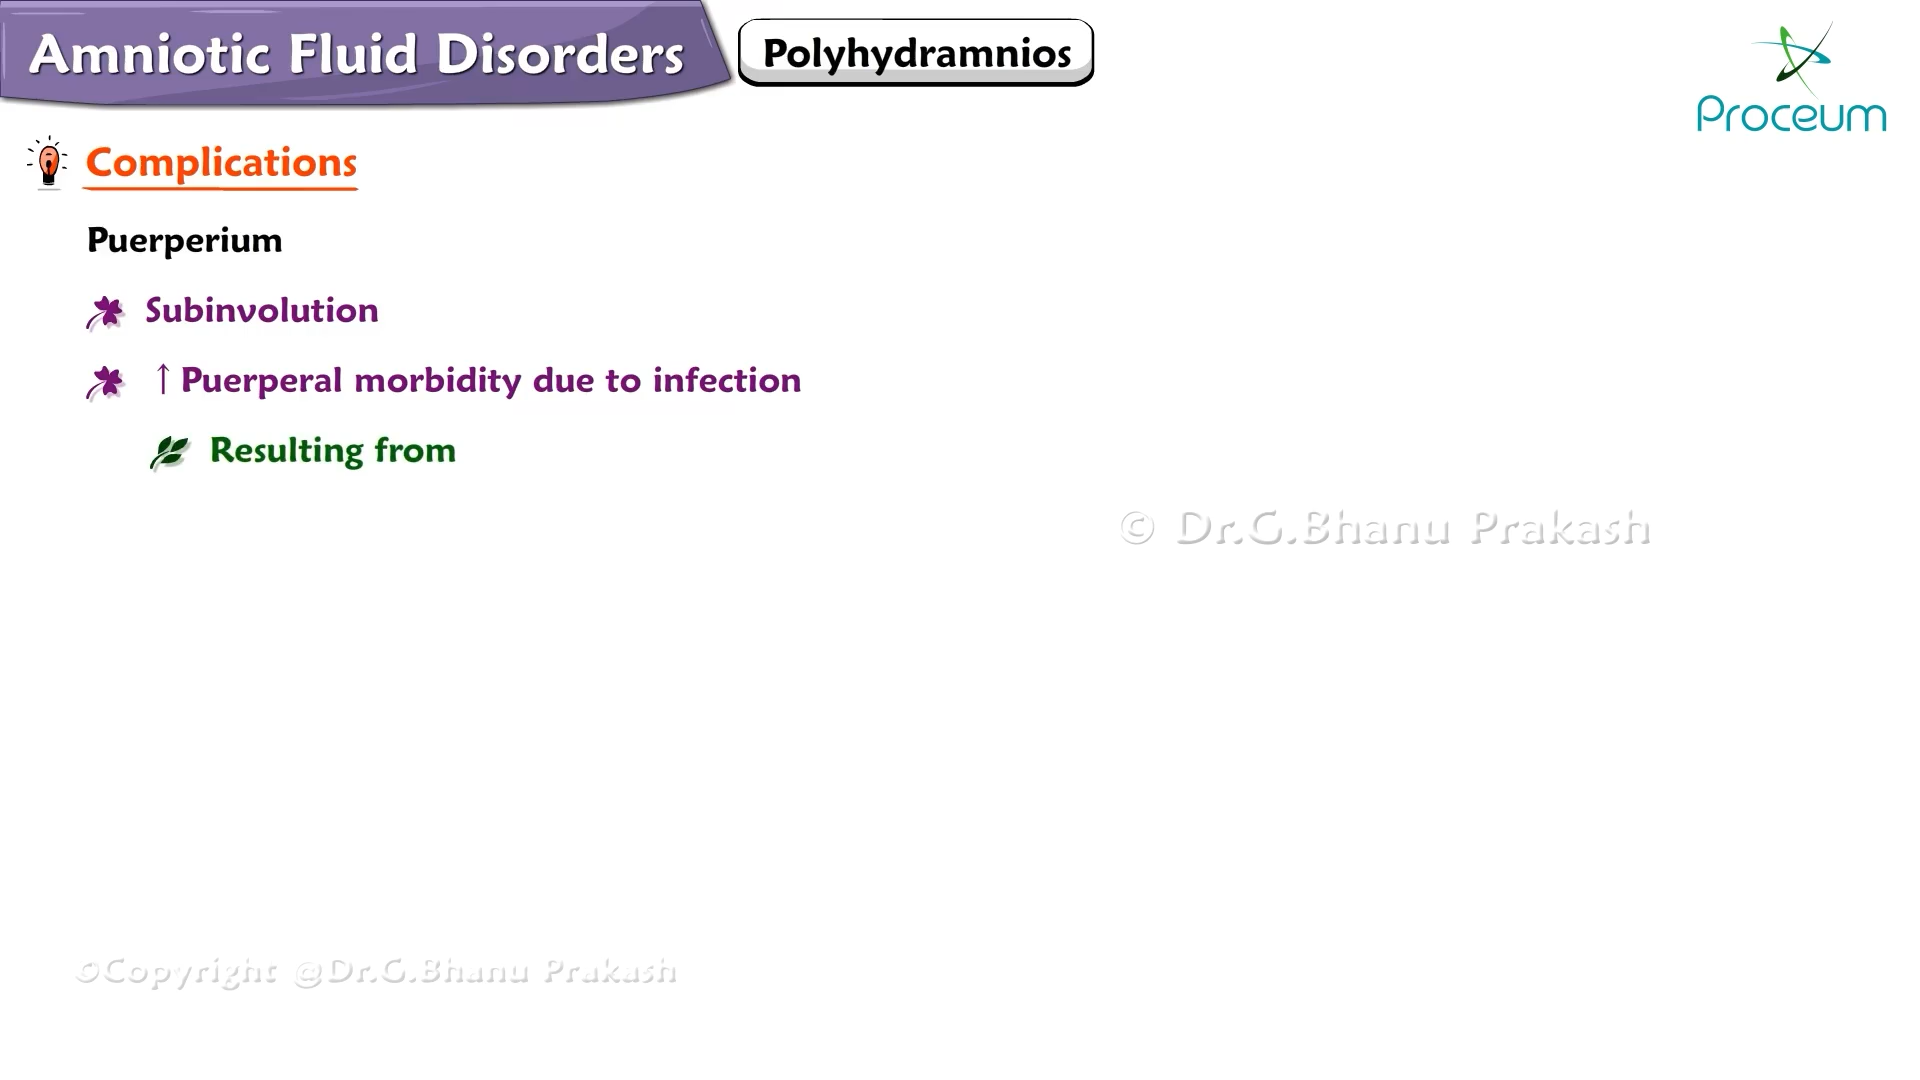 Amniotic Fluid Disorders
Polyhydramnios
Proceum
Complications
Puerperium
Subinvolution
↑ Puerperal morbidity due to infection
Resulting from
© Dr.G.Bhanu Prakash
©Copyright @Dr.G.Bhanu Prakash